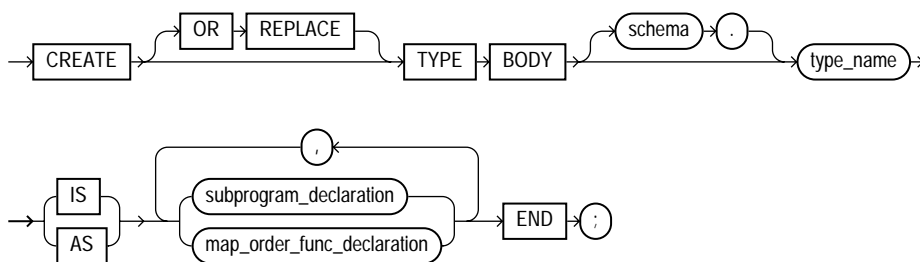 OR REPLACE schema .
CREATE TYPE BODY type_name
,
IS subprogram_declaration
AS map_order_func_declaration END ;